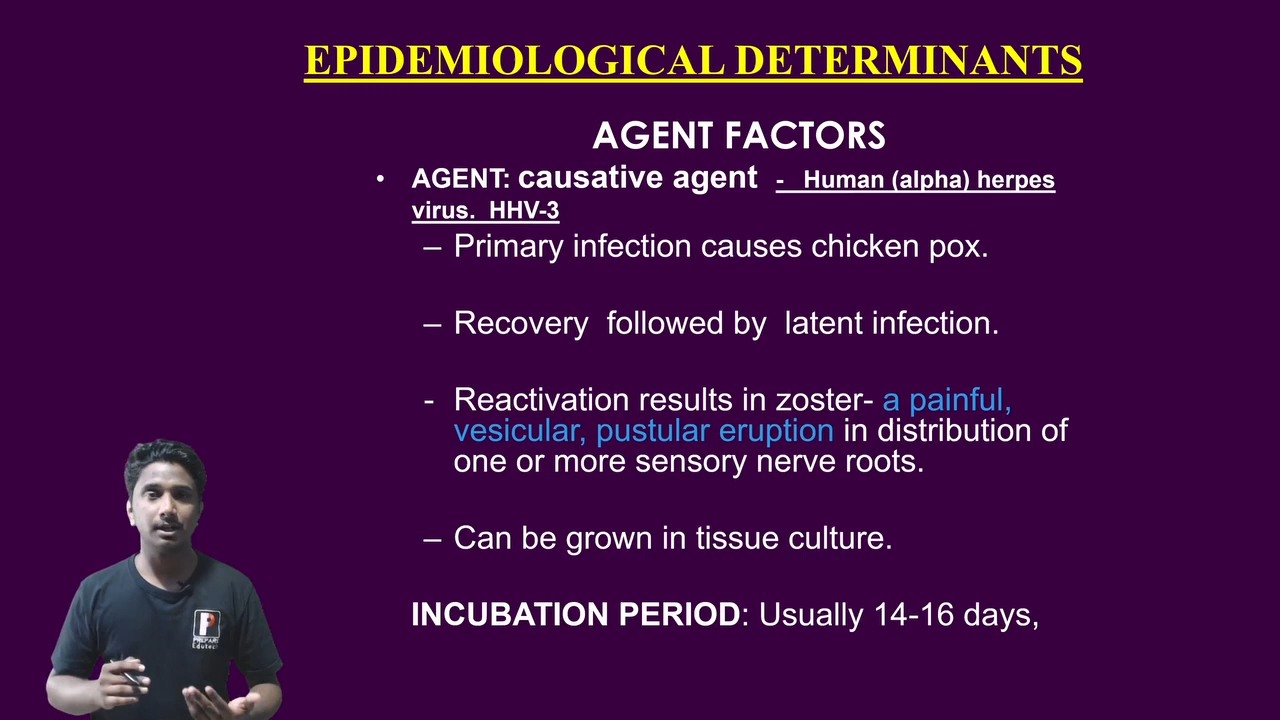 EPIDEMIOLOGICAL DETERMINANTS
AGENT FACTORS
• AGENT: causative agent - Human (alpha) herpes
virus. HHV-3
– Primary infection causes chicken pox.
– Recovery followed by latent infection.
- Reactivation results in zoster- a painful,
vesicular, pustular eruption in distribution of
one or more sensory nerve roots.
– Can be grown in tissue culture.
INCUBATION PERIOD: Usually 14-16 days,
P
PREPARE
Edutech